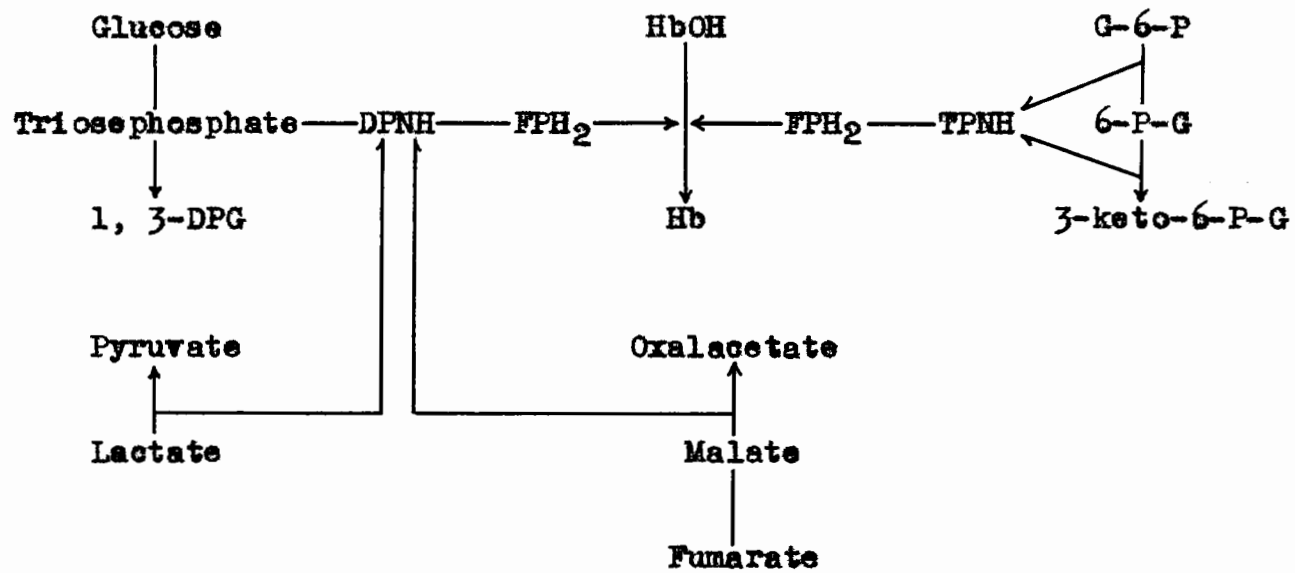 Glucose HbOH G-6-P
Triosephosphate DPNH FPH₂ FPH₂ TPNH 6-P-G
1, 3-DPG Hb 3-keto-6-P-G
Pyruvate Oxalacetate
Lactate Malate
Fumarate